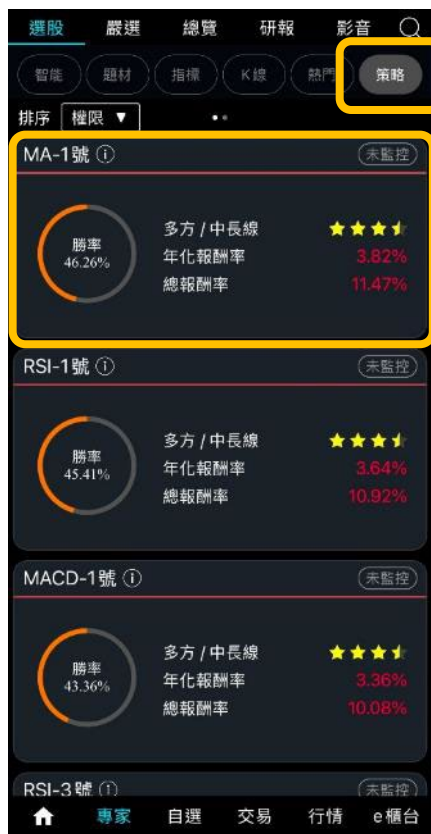 選股 嚴選 總覽 研報 影音
智能 題材 指標 K線 熱門 策略
排序 權限 ▼
MA-1號 ⓘ 未監控
勝率
46.26%
多方 / 中長線
年化報酬率 3.82%
總報酬率 11.47%
RSI-1號 ⓘ 未監控
勝率
45.41%
多方 / 中長線
年化報酬率 3.64%
總報酬率 10.92%
MACD-1號 ⓘ 未監控
勝率
43.36%
多方 / 中長線
年化報酬率 3.36%
總報酬率 10.08%
RSI-3號 ⓘ 未監控
專家 自選 交易 行情 e櫃台